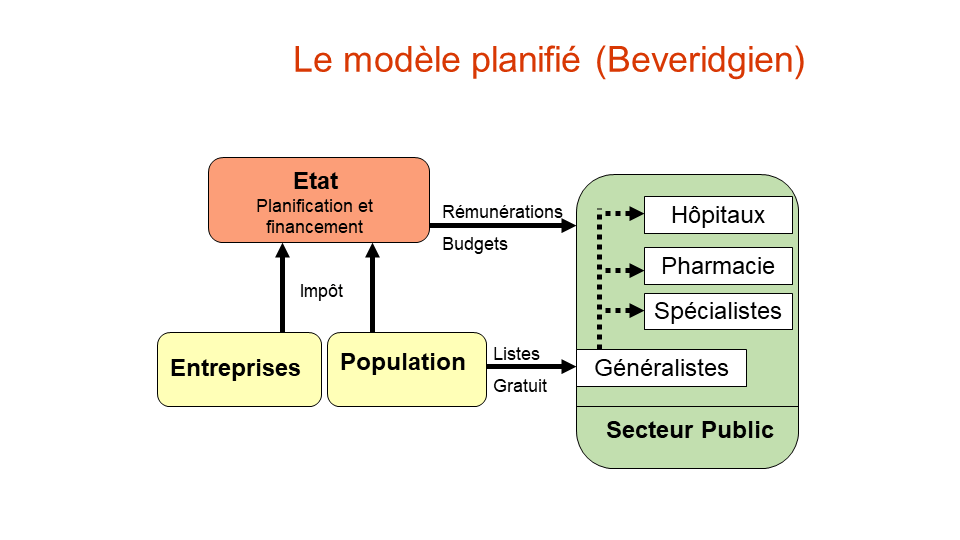 Le modèle planifié (Beveridgien)
Etat
Planification et
financement
Rémunérations
Budgets
Hôpitaux
Pharmacie
Spécialistes
Impôt
Entreprises
Population
Listes
Gratuit
Généralistes
Secteur Public